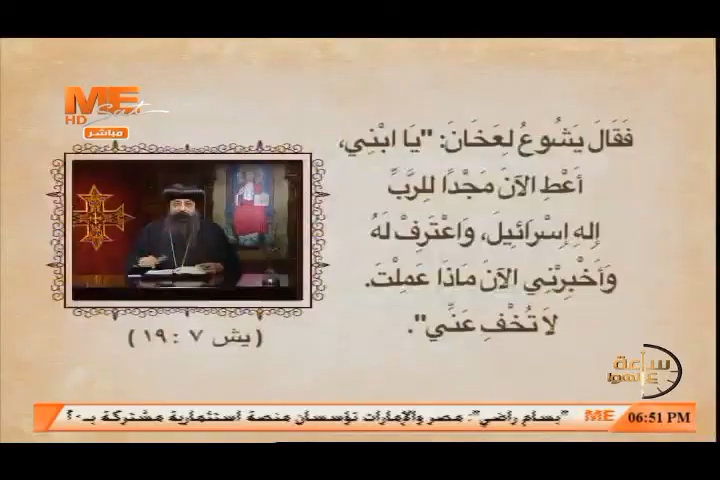 ME
Sat
HD
مباشر
فَقَالَ يَشُوعُ لِعَخَانَ: "يَا ابْنِي،
أَعْطِ الآنَ مَجْدًا لِلرَّبِّ
إِلهِ إِسْرَائِيلَ، وَاعْتَرِفْ لَهُ
وَأَخْبِرْنِي الآنَ مَاذَا عَمِلْتَ.
لاَ تُخْفِ عَنِّي".
(يش ٧ : ١٩)
ساعة
"بسام راضي": مصر والإمارات تؤسسان منصة استثمارية مشتركة بـ
ME
06:51 PM